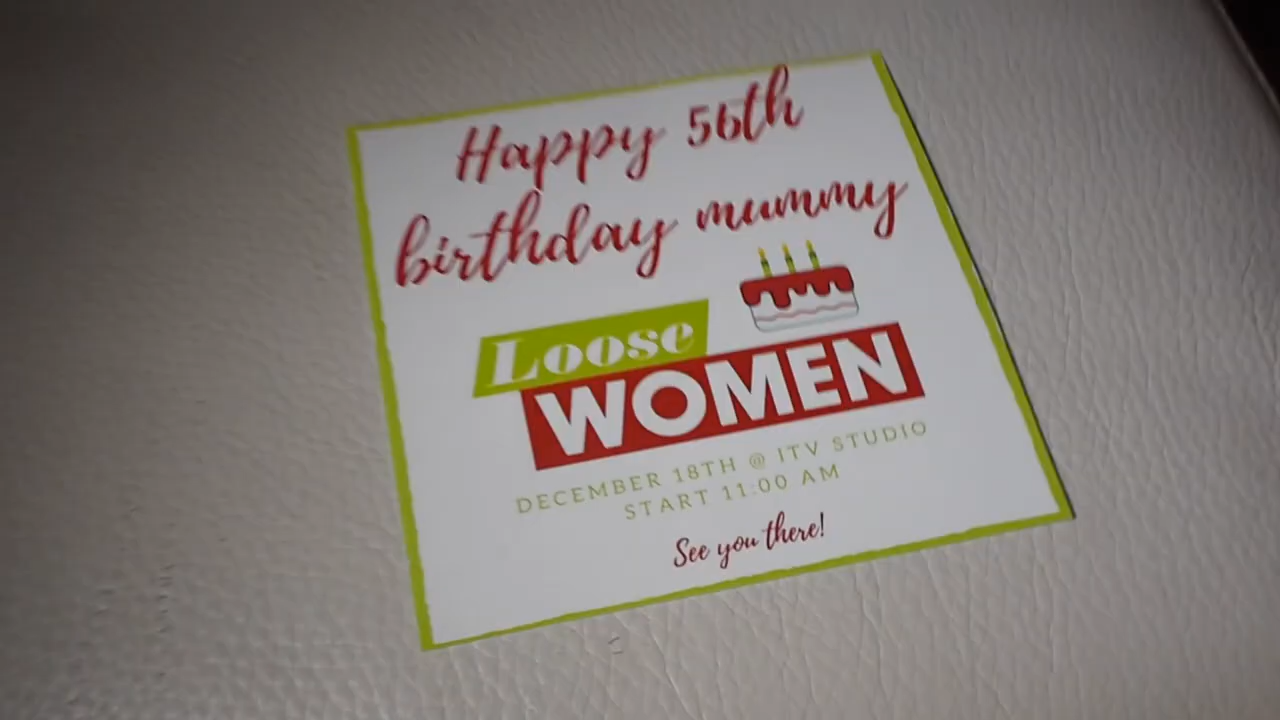 Happy 56th
birthday mummy
Loose
WOMEN
DECEMBER 18TH @ ITV STUDIO
START 11:00 AM
See you there!